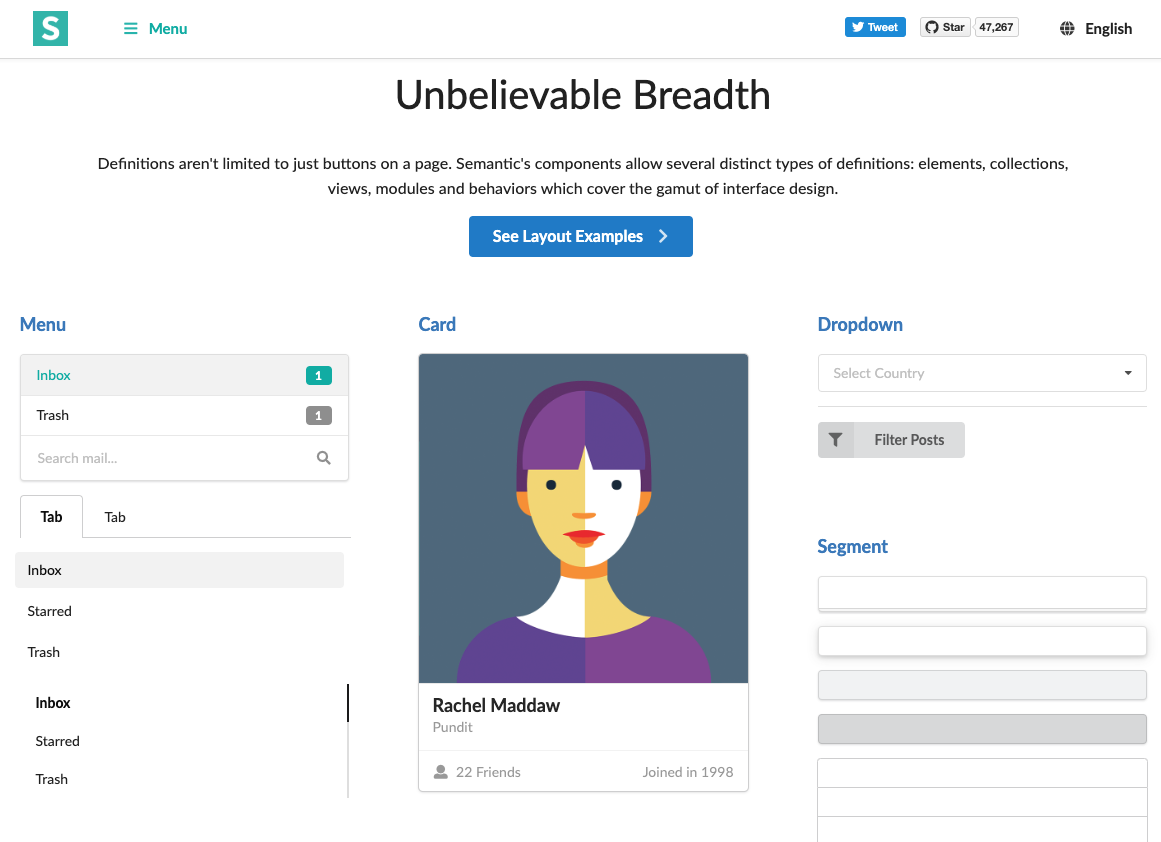 S
Menu
Tweet
Star
47,267
English
Unbelievable Breadth
Definitions aren't limited to just buttons on a page. Semantic's components allow several distinct types of definitions: elements, collections,
views, modules and behaviors which cover the gamut of interface design.
See Layout Examples
Menu
Inbox 1
Trash 1
Search mail...
Tab Tab
Inbox
Starred
Trash
Inbox
Starred
Trash
Card
Rachel Maddaw
Pundit
22 Friends Joined in 1998
Dropdown
Select Country
Filter Posts
Segment